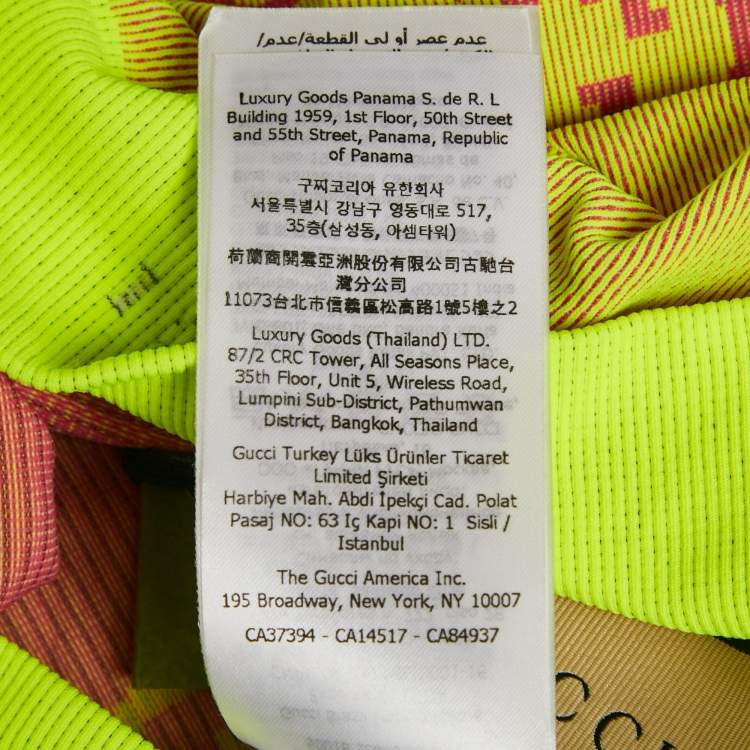 عدم عصر أو لي القطعة/عدم/
Luxury Goods Panama S. de R. L
Building 1959, 1st Floor, 50th Street
and 55th Street, Panama, Republic
of Panama
구찌코리아 유한회사
서울특별시 강남구 영동대로 517,
35층(삼성동, 아셈타워)
荷蘭商開雲亞洲股份有限公司古馳台
灣分公司
11073台北市信義區松高路1號5樓之2
Luxury Goods (Thailand) LTD.
87/2 CRC Tower, All Seasons Place,
35th Floor, Unit 5, Wireless Road,
Lumpini Sub-District, Pathumwan
District, Bangkok, Thailand
Gucci Turkey Lüks Ürünler Ticaret
Limited Şirketi
Harbiye Mah. Abdi İpekçi Cad. Polat
Pasaj NO: 63 İç Kapi NO: 1 Sisli /
Istanbul
The Gucci America Inc.
195 Broadway, New York, NY 10007
CA37394 - CA14517 - CA84937